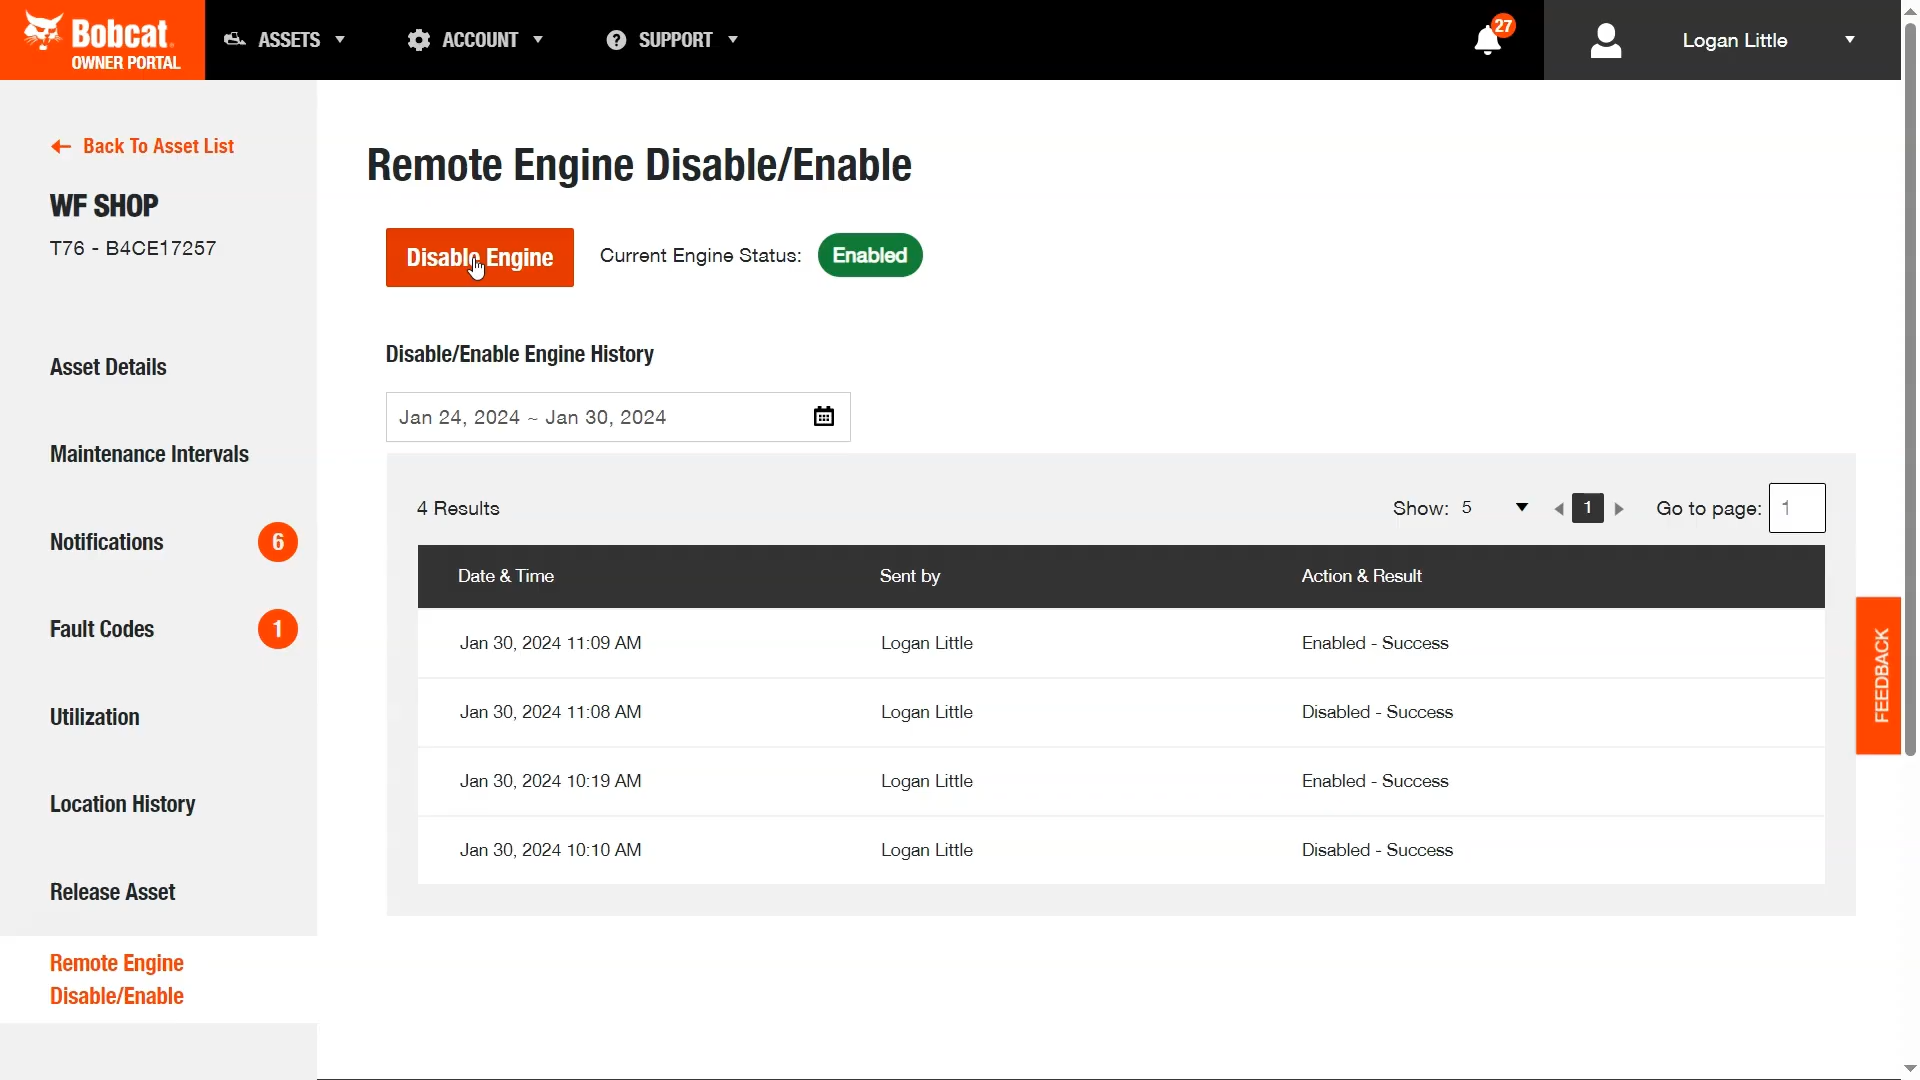 Bobcat
OWNER PORTAL
ASSETS
ACCOUNT
SUPPORT
27
Logan Little
Back To Asset List
WF SHOP
T76 - B4CE17257
Asset Details
Maintenance Intervals
Notifications 6
Fault Codes 1
Utilization
Location History
Release Asset
Remote Engine
Disable/Enable
Remote Engine Disable/Enable
Disable Engine Current Engine Status: Enabled
Disable/Enable Engine History
Jan 24, 2024 ~ Jan 30, 2024
4 Results Show: 5 1 Go to page: 1
Date & Time Sent by Action & Result
Jan 30, 2024 11:09 AM Logan Little Enabled - Success
Jan 30, 2024 11:08 AM Logan Little Disabled - Success
Jan 30, 2024 10:19 AM Logan Little Enabled - Success
Jan 30, 2024 10:10 AM Logan Little Disabled - Success
FEEDBACK